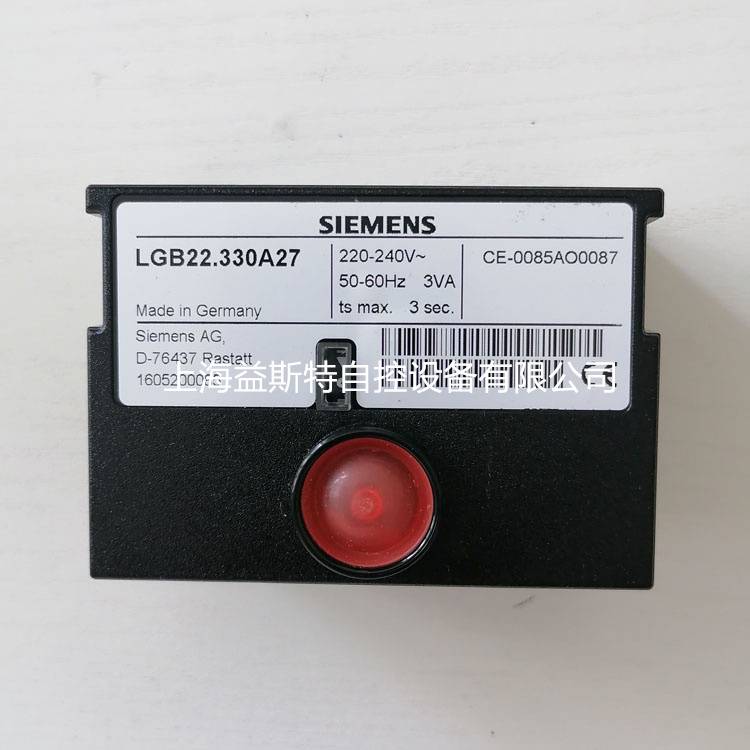 SIEMENS
LGB22.330A27
220-240V~
50-60Hz 3VA
ts max. 3 sec.
CE-0085AO0087
Made in Germany
Siemens AG,
D-76437 Rastatt
上海益斯特自控设备有限公司
CE